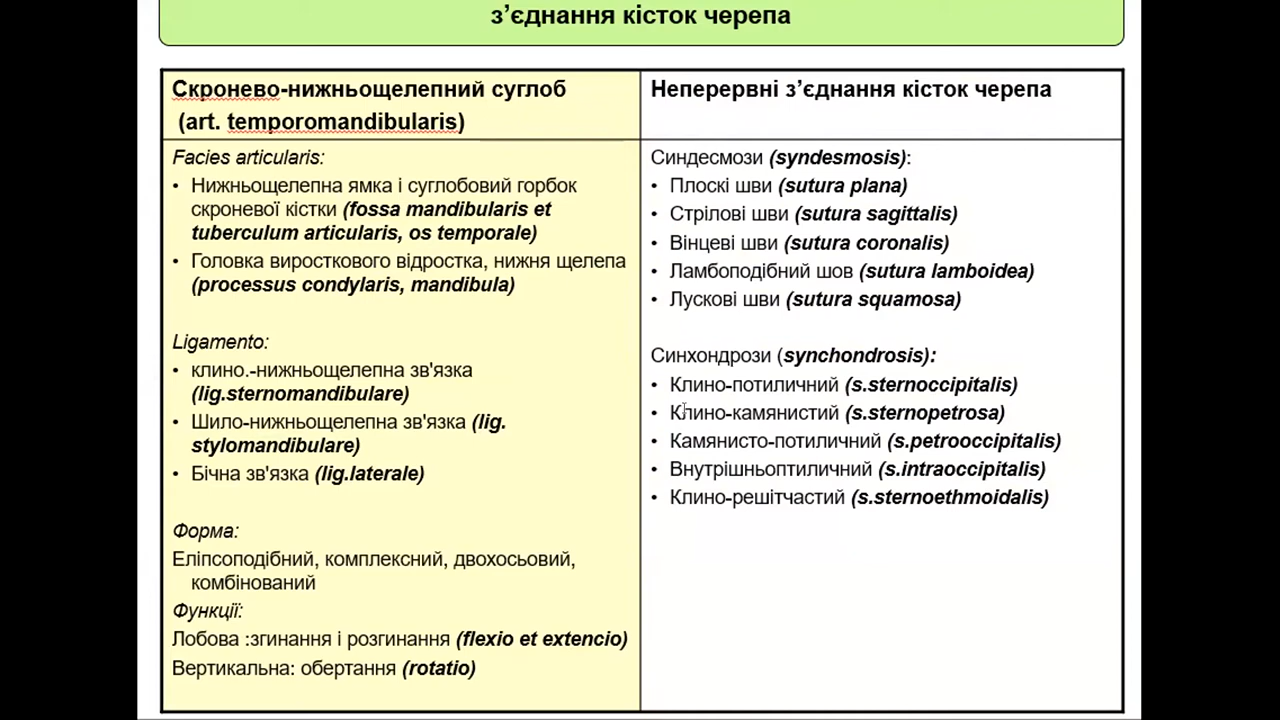 з’єднання кісток черепа
Скронево-нижньощелепний суглоб
(art. temporomandibularis)
Facies articularis:
• Нижньощелепна ямка і суглобовий горбок
скроневої кістки (fossa mandibularis et
tuberculum articularis, os temporale)
• Головка виросткового відростка, нижня щелепа
(processus condylaris, mandibula)
Ligamento:
• клино.-нижньощелепна зв'язка
(lig.sternomandibulare)
• Шило-нижньощелепна зв'язка (lig.
stylomandibulare)
• Бічна зв'язка (lig.laterale)
Форма:
Еліпсоподібний, комплексний, двохосьовий,
комбінований
Функції:
Лобова :згинання і розгинання (flexio et extencio)
Вертикальна: обертання (rotatio)
Неперервні з’єднання кісток черепа
Синдесмози (syndesmosis):
• Плоскі шви (sutura plana)
• Стрілові шви (sutura sagittalis)
• Вінцеві шви (sutura coronalis)
• Ламбоподібний шов (sutura lamboidea)
• Лускові шви (sutura squamosa)
Синхондрози (synchondrosis):
• Клино-потиличний (s.sternoccipitalis)
• Клино-камянистий (s.sternopetrosa)
• Камянисто-потиличний (s.petrooccipitalis)
• Внутрішньоптиличний (s.intraoccipitalis)
• Клино-решітчастий (s.sternoethmoidalis)